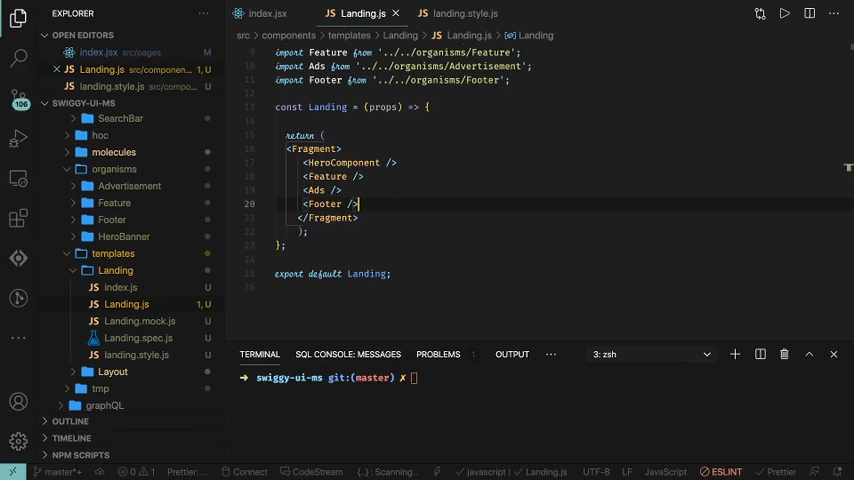 EXPLORER
···
OPEN EDITORS
index.jsx src/pages M
Landing.js src/componen... 1, U
landing.style.js src/compo...
SWIGGY-UI-MS
SearchBar
hoc
molecules
organisms
Advertisement
Feature
Footer
HeroBanner
templates
Landing
index.js U
Landing.js 1, U
Landing.mock.js U
Landing.spec.js U
landing.style.js U
Layout
tmp
graphQL
OUTLINE
TIMELINE
NPM SCRIPTS
106
index.jsx
Landing.js
landing.style.js
src > components > templates > Landing > Landing.js > Landing
9 import Feature from '../../organisms/Feature';
10 import Ads from '../../organisms/Advertisement';
11 import Footer from '../../organisms/Footer';
12
13 const Landing = (props) => {
14
15 return (
16 <Fragment>
17 <HeroComponent />
18 <Feature />
19 <Ads />
20 <Footer />
21 </Fragment>
22 );
23 };
24
25 export default Landing;
26
TERMINAL SQL CONSOLE: MESSAGES PROBLEMS 1 OUTPUT ··· 3: zsh
➜ swiggy-ui-ms git:(master) ✗
master*+ 0 1 Prettier: ... Connect CodeStream {..} : Scanning.. javascript | Landing.js UTF-8 LF JavaScript ESLINT Prettier